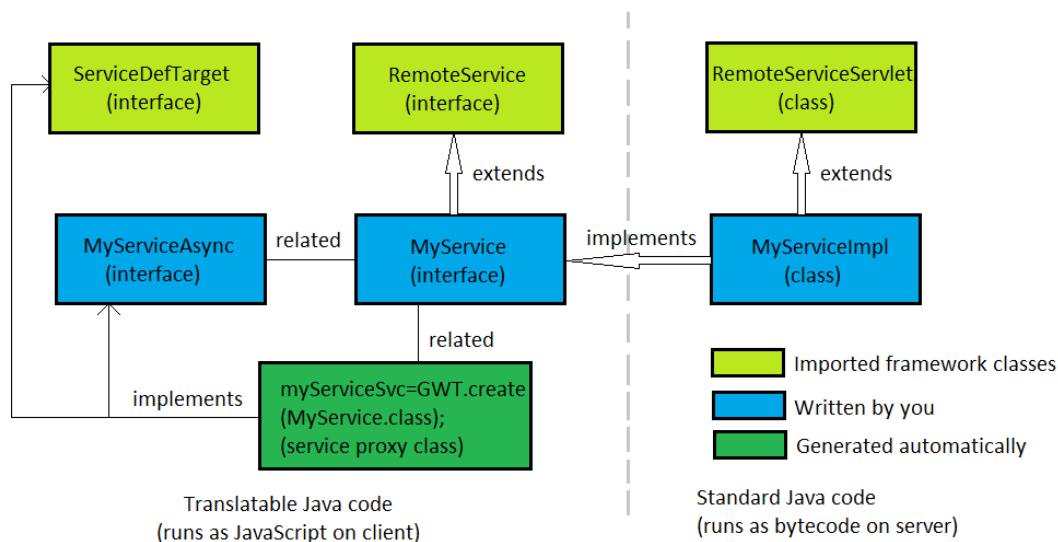 ServiceDefTarget
(interface)
RemoteService
(interface)
RemoteServiceServlet
(class)
extends
extends
MyServiceAsync
(interface)
related
MyService
(interface)
implements
MyServiceImpl
(class)
related
implements
myServiceSvc=GWT.create
(MyService.class);
(service proxy class)
Imported framework classes
Written by you
Generated automatically
Translatable Java code
(runs as JavaScript on client)
Standard Java code
(runs as bytecode on server)